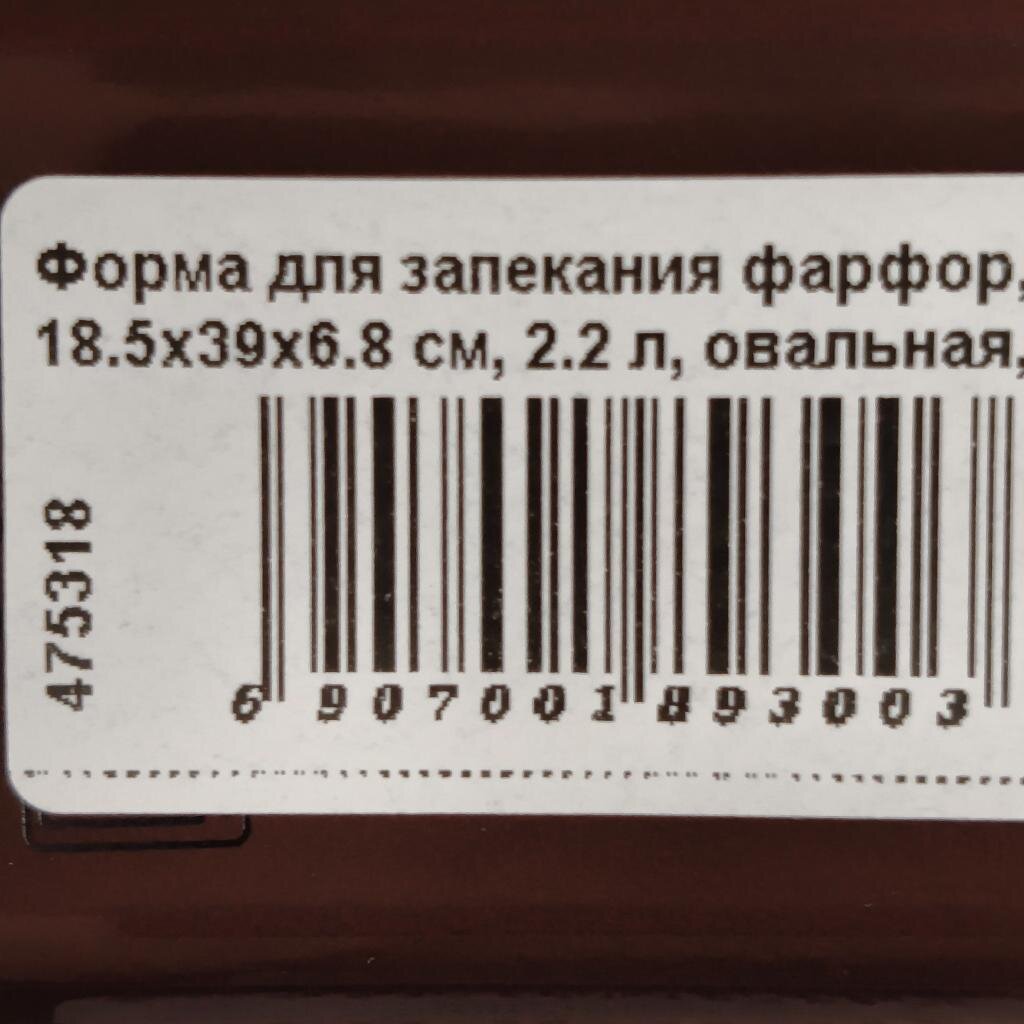 Форма для запекания фарфор,
18.5х39х6.8 см, 2.2 л, овальная,
475318
6 907001 893003